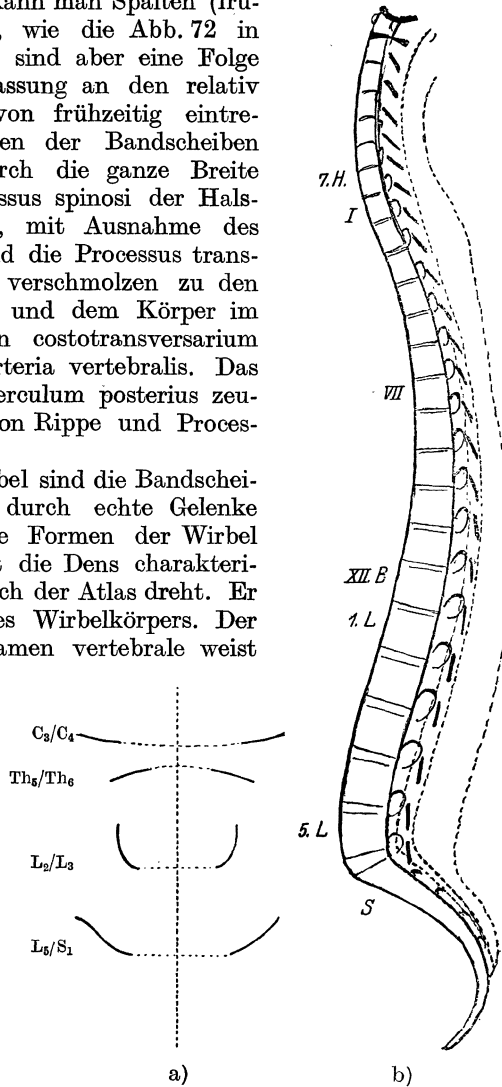 kann man Spalten (fru-
, wie die Abb. 72 in
sind aber eine Folge
assung an den relativ
von frühzeitig eintre-
en der Bandscheiben
rch die ganze Breite
ssus spinosi der Hals-
, mit Ausnahme des
d die Processus trans-
verschmolzen zu den
und dem Körper im
n costotransversarium
rteria vertebralis. Das
erculum posterius zeu-
on Rippe und Proces-
bel sind die Bandschei-
durch echte Gelenke
e Formen der Wirbel
die Dens charakteri-
ch der Atlas dreht. Er
es Wirbelkörpers. Der
amen vertebrale weist
C₃/C₄
Th₅/Th₆
L₂/L₃
L₅/S₁
a)
7. H.
I
VII
XII. B
1. L
5. L
S
b)